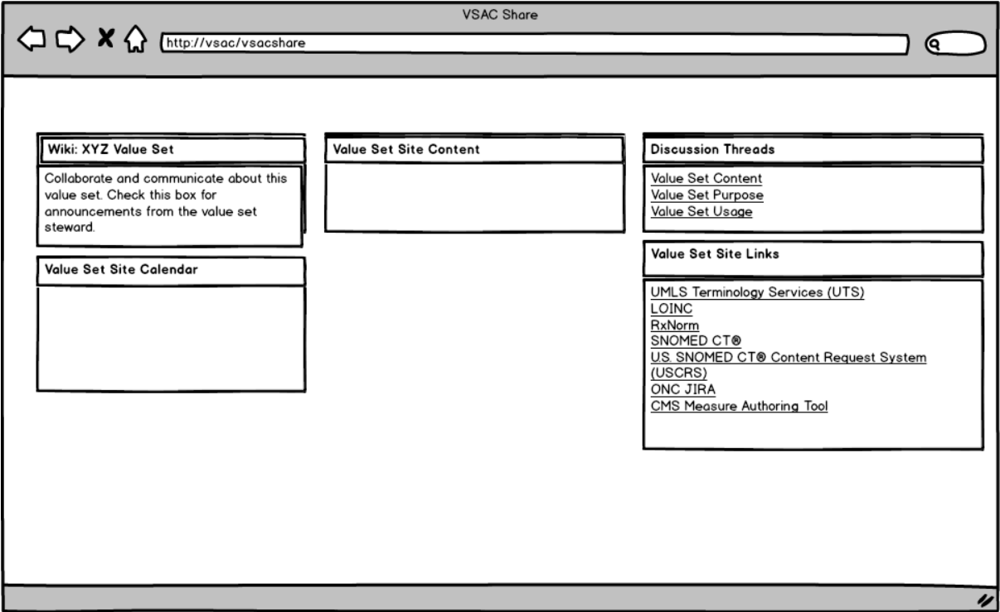 VSAC Share
http://vsac/vsacshare
Wiki: XYZ Value Set
Collaborate and communicate about this
value set. Check this box for
announcements from the value set
steward.
Value Set Site Calendar
Value Set Site Content
Discussion Threads
Value Set Content
Value Set Purpose
Value Set Usage
Value Set Site Links
UMLS Terminology Services (UTS)
LOINC
RxNorm
SNOMED CT®
U.S. SNOMED CT® Content Request System
(USCRS)
ONC JIRA
CMS Measure Authoring Tool